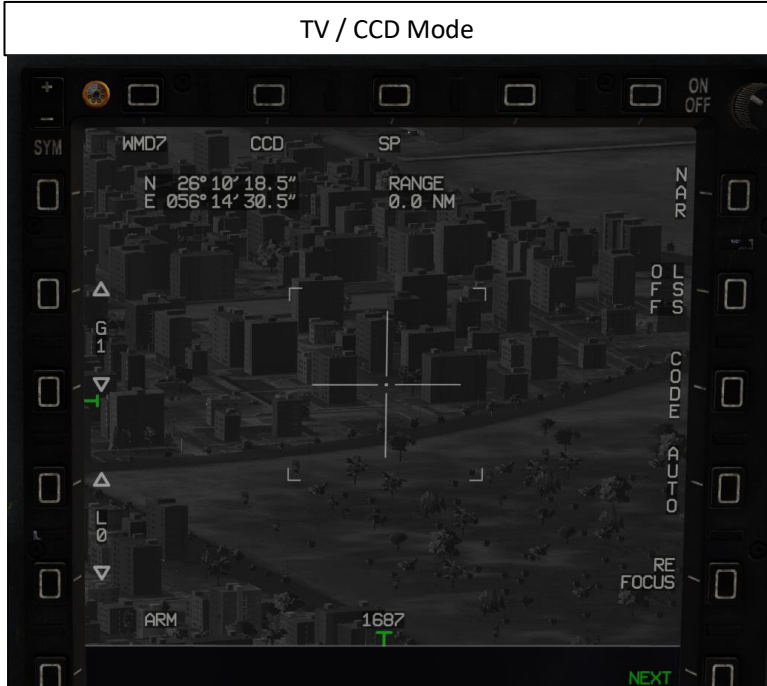 TV / CCD Mode
+
-
SYM
ON
OFF
WMD7 CCD SP
N 26°10'18.5" RANGE
E 056°14'30.5" 0.0 NM
NAR
OFF LSS
G1
CODE
AUTO
L0
RE
FOCUS
ARM 1687
NEXT